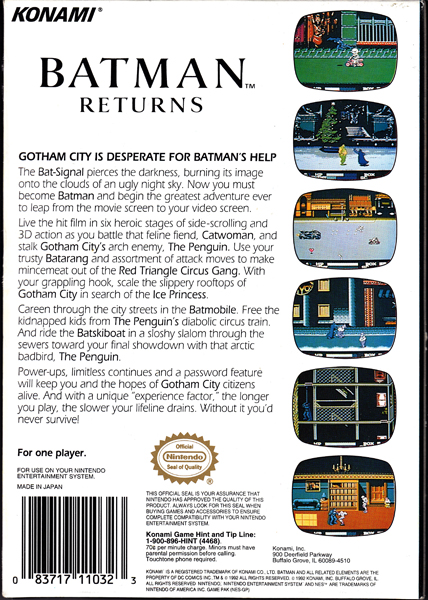 KONAMI®
BATMAN™
RETURNS
GOTHAM CITY IS DESPERATE FOR BATMAN'S HELP
The Bat-Signal pierces the darkness, burning its image
onto the clouds of an ugly night sky. Now you must
become Batman and begin the greatest adventure ever
to leap from the movie screen to your video screen.
Live the hit film in six heroic stages of side-scrolling and
3D action as you battle that feline fiend, Catwoman, and
stalk Gotham City's arch enemy, The Penguin. Use your
trusty Batarang and assortment of attack moves to make
mincemeat out of the Red Triangle Circus Gang. With
your grappling hook, scale the slippery rooftops of
Gotham City in search of the Ice Princess.
Careen through the city streets in the Batmobile. Free the
kidnapped kids from The Penguin's diabolic circus train.
And ride the Batskiboat in a sloshy slalom through the
sewers toward your final showdown with that arctic
badbird, The Penguin.
Power-ups, limitless continues and a password feature
will keep you and the hopes of Gotham City citizens
alive. And with a unique "experience factor," the longer
you play, the slower your lifeline drains. Without it you'd
never survive!
For one player.
FOR USE ON YOUR NINTENDO
ENTERTAINMENT SYSTEM.
MADE IN JAPAN
Official
Nintendo
Seal of Quality
®
THIS OFFICIAL SEAL IS YOUR ASSURANCE THAT
NINTENDO HAS APPROVED THE QUALITY OF THIS
PRODUCT. ALWAYS LOOK FOR THIS SEAL WHEN
BUYING GAMES AND ACCESSORIES TO ENSURE
COMPLETE COMPATIBILITY WITH YOUR NINTENDO
ENTERTAINMENT SYSTEM.
Konami Game Hint and Tip Line:
1-900-896-HINT (4468)
70¢ per minute charge. Minors must have
parental permission before calling.
Touchtone phone required.
Konami, Inc.
900 Deerfield Parkway
Buffalo Grove, IL 60089-4510
0 83717 11032 3
KONAMI® IS A REGISTERED TRADEMARK OF KONAMI CO., LTD. BATMAN AND ALL RELATED ELEMENTS ARE THE
PROPERTY OF DC COMICS INC. TM & © 1992 ALL RIGHTS RESERVED. © 1992 KONAMI, INC. BUFFALO GROVE, IL
ALL RIGHTS RESERVED. NINTENDO, NINTENDO ENTERTAINMENT SYSTEM AND NES® ARE TRADEMARKS OF
NINTENDO OF AMERICA INC. GAME PAK (NES-GP)